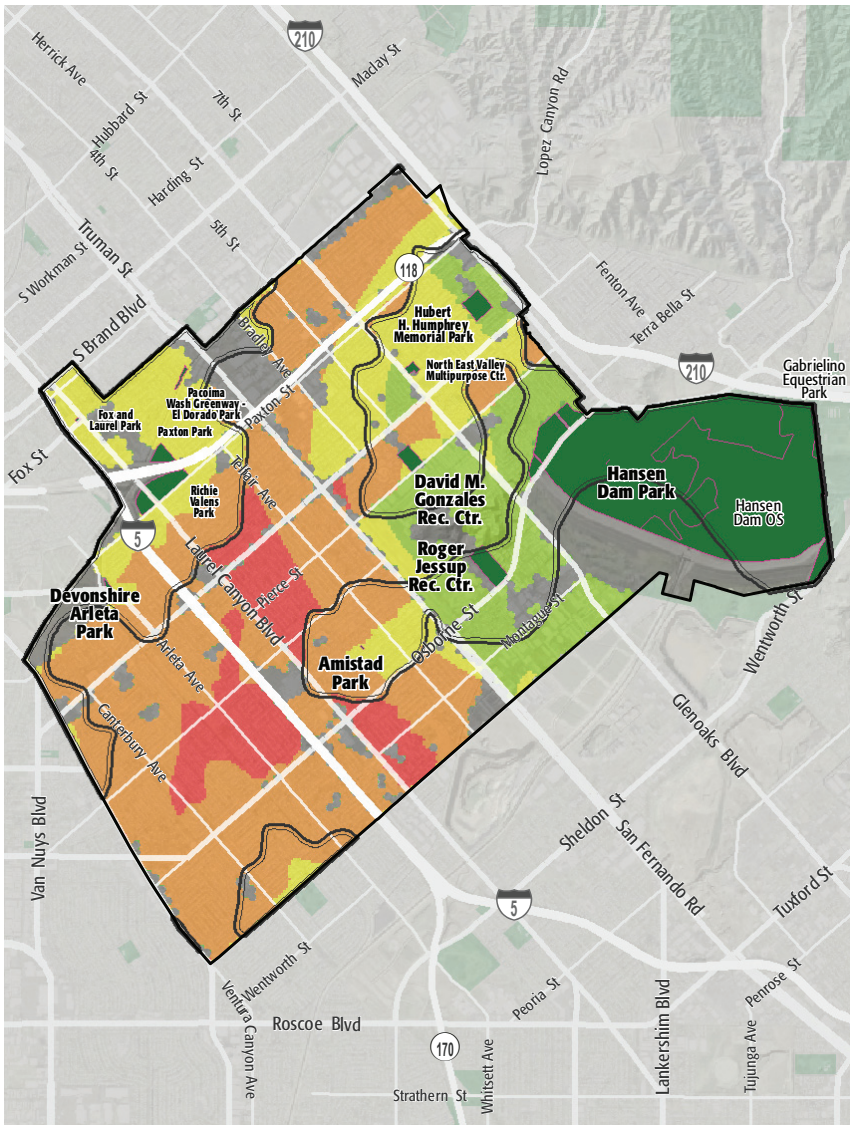 210
Herrick Ave
Maclay St
Lopez Canyon Rd
7th St
Hubbard St
4th St
Harding St
5th St
Truman St
S Workman St
118
Fenton Ave
Terra Bella St
S Brand Blvd
Hubert
H. Humphrey
Memorial Park
Bradley Ave
North East Valley
Multipurpose Ctr.
210
Gabrielino
Equestrian
Park
Pacoima
Wash Greenway -
El Dorado Park
Paxton St
Fox and
Laurel Park
Paxton Park
Fox St
Telfair Ave
Richie
Valens
Park
David M.
Gonzales
Rec. Ctr.
Hansen
Dam Park
Hansen
Dam OS
5
Laurel Canyon Blvd
Pierce St
Roger
Jessup
Rec. Ctr.
Devonshire
Arleta
Park
Osborne St
Montague St
Wentworth St
Arleta Ave
Amistad
Park
Canterbury Ave
Glenoaks Blvd
Van Nuys Blvd
Sheldon St
San Fernando Rd
Tuxford St
5
Wentworth St
Ventura Canyon Ave
Peoria St
Penrose St
Roscoe Blvd
Lankershim Blvd
Tujunga Ave
170
Whitsett Ave
Strathern St